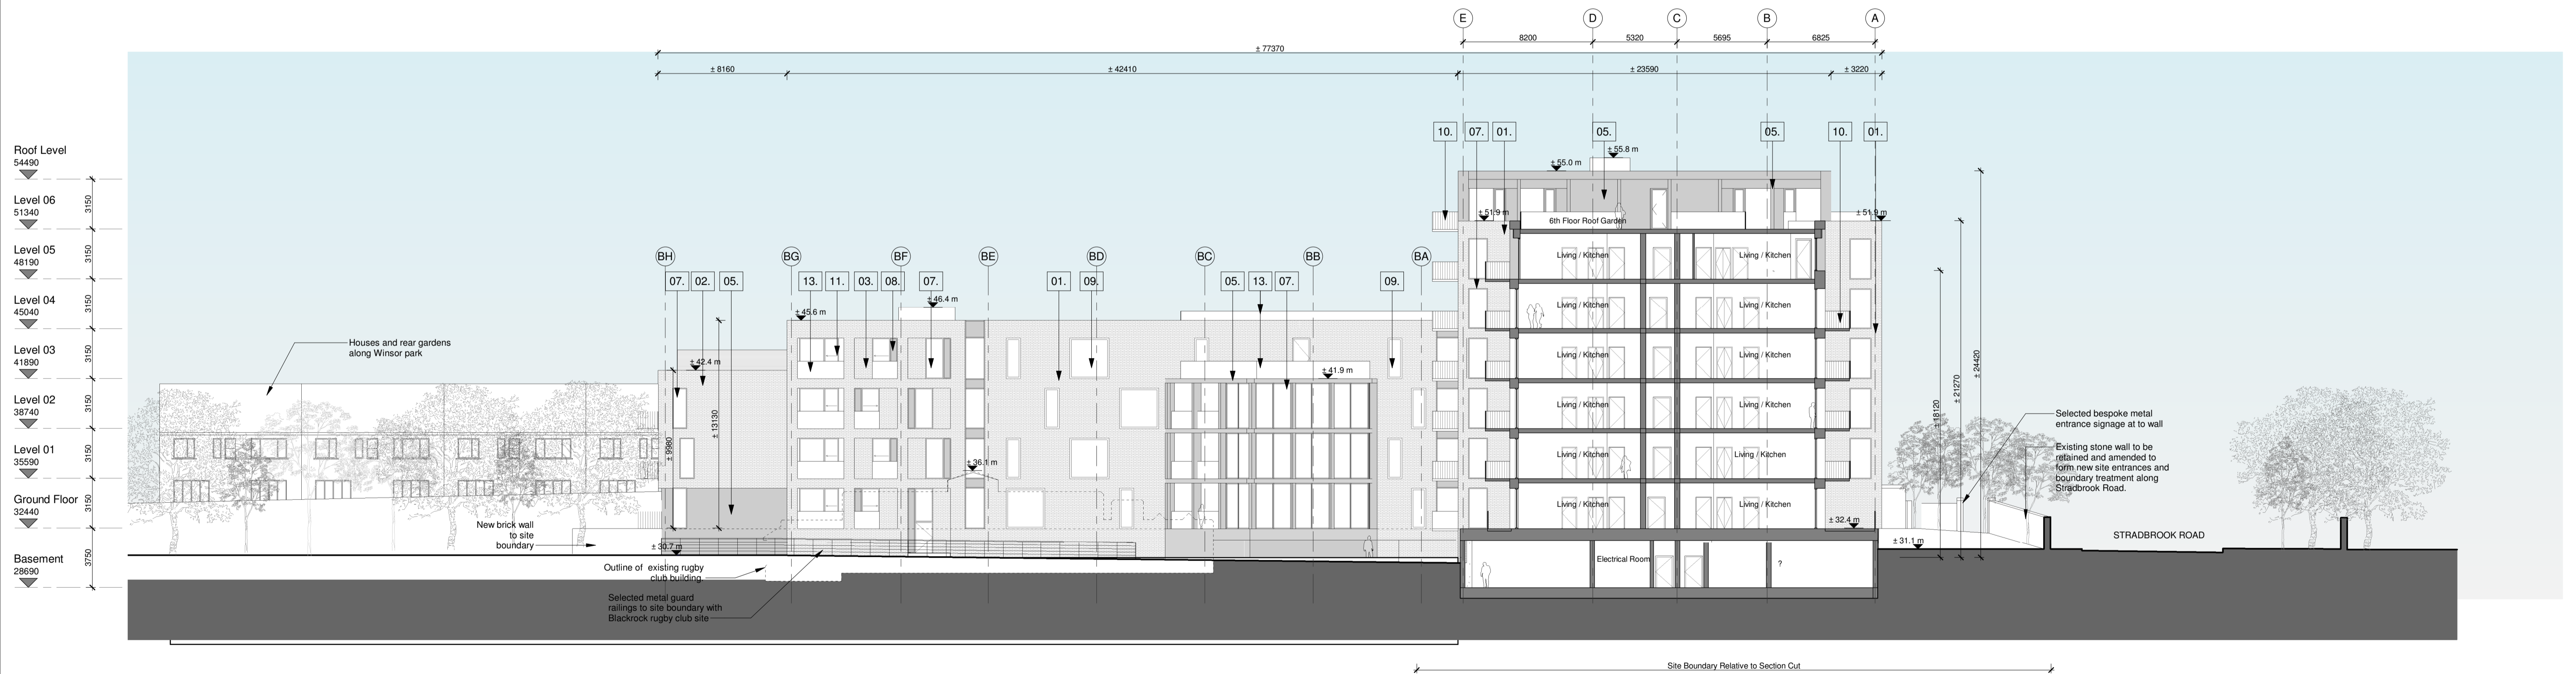 E D C B A
8200 5320 5695 6825
± 77370
± 8160 ± 42410 ± 23590 ± 3220
10. 07. 01. 05. 05. 10. 01.
Roof Level
54490
± 55.8 m
± 55.0 m
3150
Level 06
51340
± 51.9 m
6th Floor Roof Garden
± 51.9 m
3150
Level 05
48190
BH BG BF BE BD BC BB BA
07. 02. 05. 13. 11. 03. 08. 07. 01. 09. 05. 13. 07. 09.
Living / Kitchen Living / Kitchen
3150
Level 04
45040
± 46.4 m
± 45.6 m
Living / Kitchen Living / Kitchen
3150
Level 03
41890
Houses and rear gardens
along Winsor park
± 42.4 m
± 41.9 m
Living / Kitchen Living / Kitchen
3150
Level 02
38740
Living / Kitchen Living / Kitchen
± 13130
± 9980
± 18120
± 21270
± 24420
Selected bespoke metal
entrance signage at to wall
3150
Level 01
35590
± 36.1 m
Living / Kitchen Living / Kitchen
Existing stone wall to be
retained and amended to
form new site entrances and
boundary treatment along
Stradbrook Road.
3150
Ground Floor
32440
Living / Kitchen Living / Kitchen
± 32.4 m
New brick wall
to site
boundary
± 30.7 m
± 31.1 m
STRADBROOK ROAD
3750
Basement
28690
Electrical Room ?
Outline of existing rugby
club building.
Selected metal guard
railings to site boundary with
Blackrock rugby club site
Site Boundary Relative to Section Cut